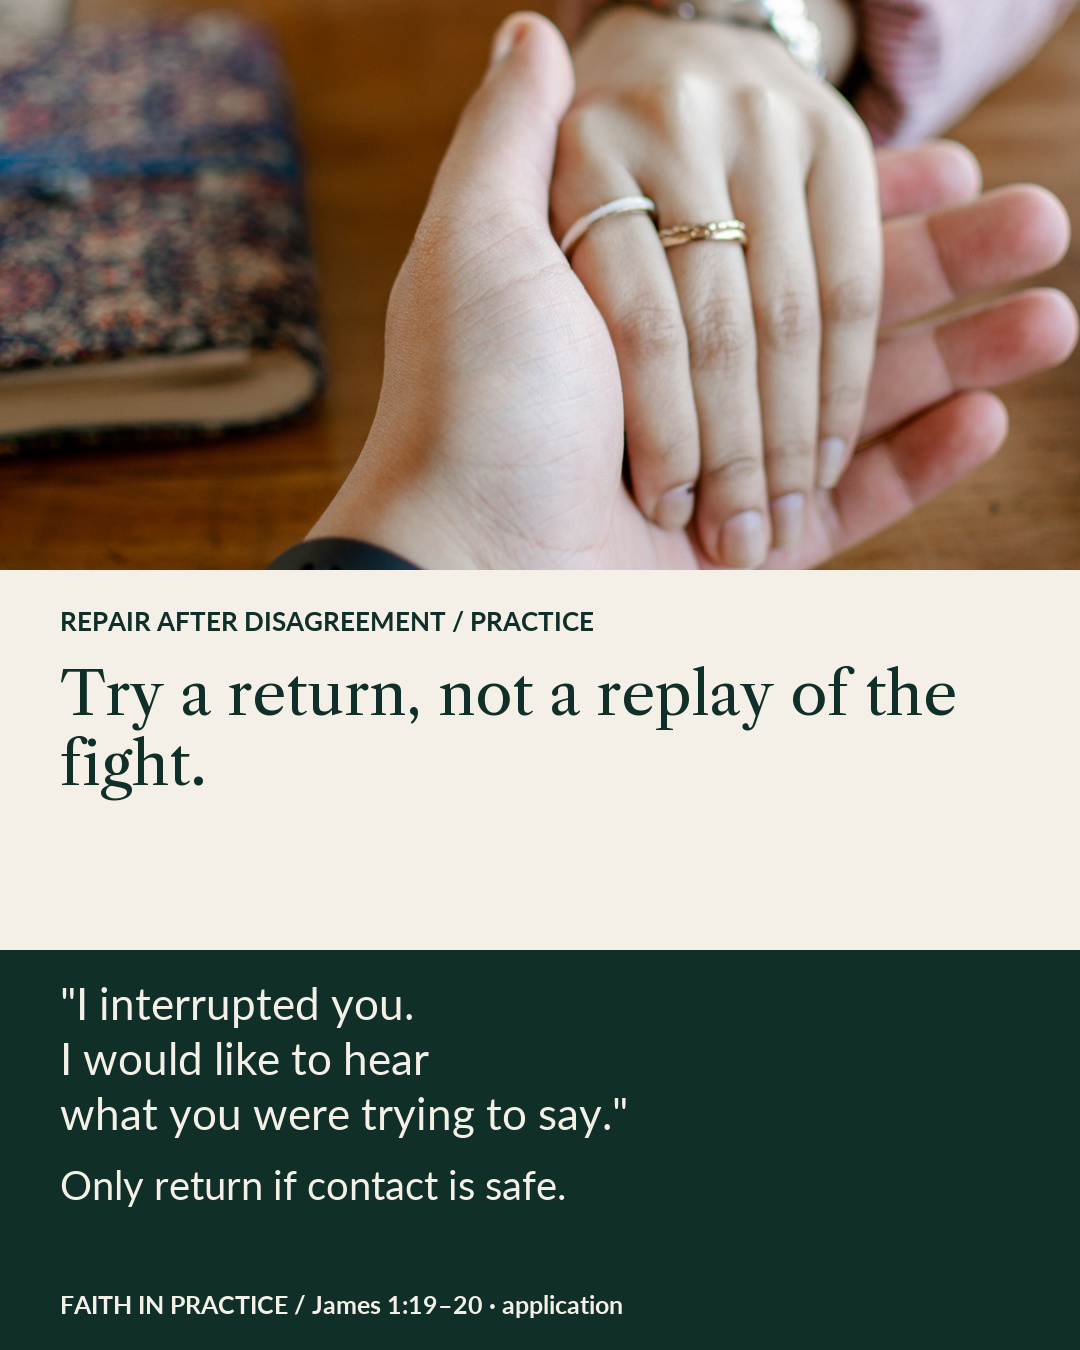 REPAIR AFTER DISAGREEMENT / PRACTICE
Try a return, not a replay of the
fight.
"I interrupted you.
I would like to hear
what you were trying to say."
Only return if contact is safe.
FAITH IN PRACTICE / James 1:19–20 · application